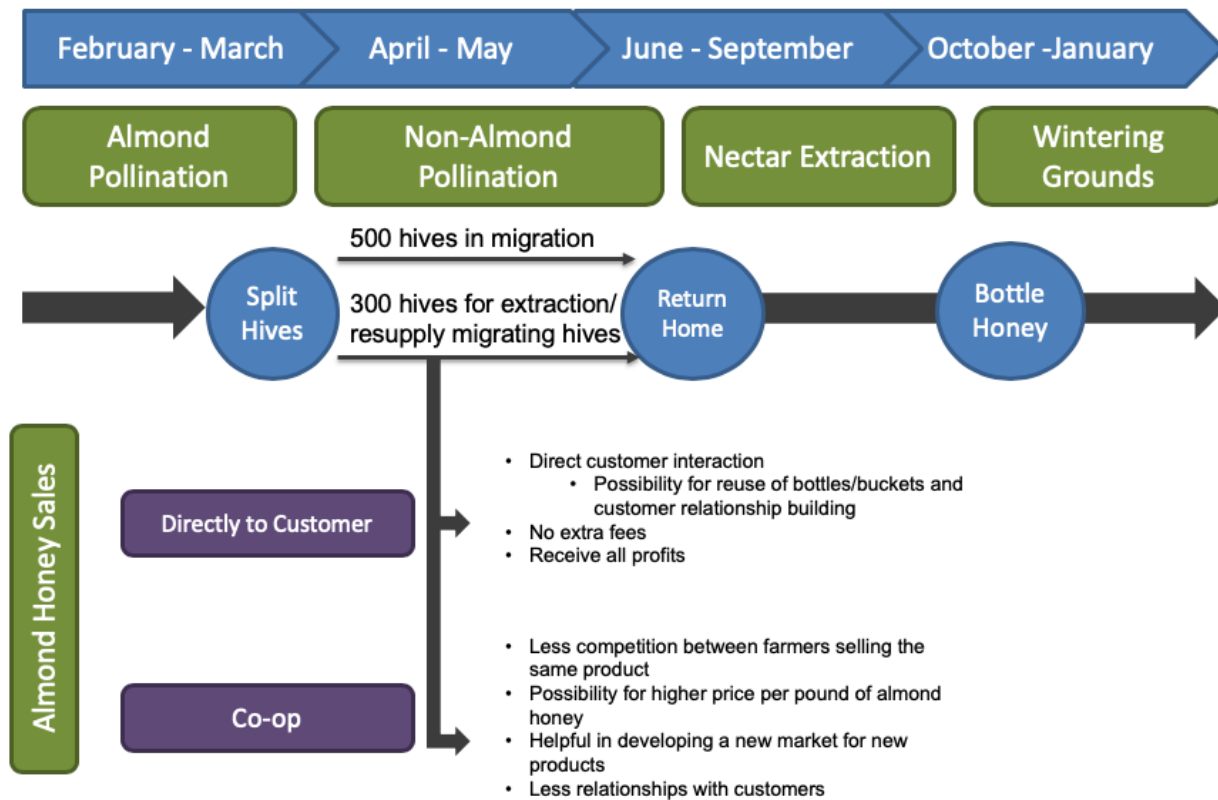 February - March
April - May
June - September
October -January
Almond
Pollination
Non-Almond
Pollination
Nectar Extraction
Wintering
Grounds
500 hives in migration
Split
Hives
300 hives for extraction/
resupply migrating hives
Return
Home
Bottle
Honey
Almond Honey Sales
Directly to Customer
• Direct customer interaction
• Possibility for reuse of bottles/buckets and
customer relationship building
• No extra fees
• Receive all profits
Co-op
• Less competition between farmers selling the
same product
• Possibility for higher price per pound of almond
honey
• Helpful in developing a new market for new
products
• Less relationships with customers